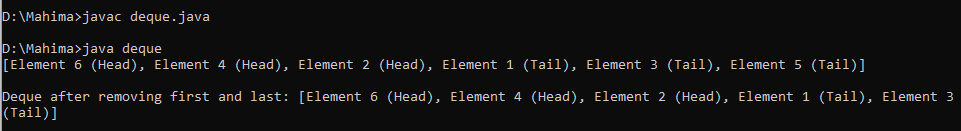 D:\Mahima>javac deque.java
D:\Mahima>java deque
[Element 6 (Head), Element 4 (Head), Element 2 (Head), Element 1 (Tail), Element 3 (Tail), Element 5 (Tail)]
Deque after removing first and last: [Element 6 (Head), Element 4 (Head), Element 2 (Head), Element 1 (Tail), Element 3
(Tail)]